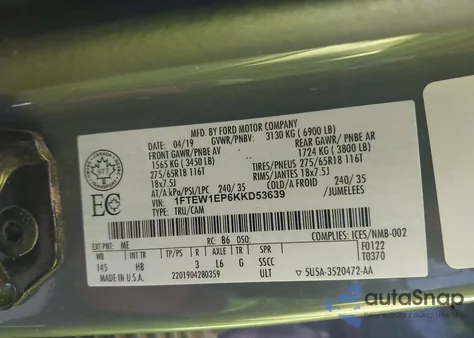 MFD. BY FORD MOTOR COMPANY
04/19 GVWR/PNBV: 3130 KG (6900 LB)
FRONT GAWR/PNBE AV REAR GAWR / PNBE AR
1565 KG (3450 LB) 1724 KG (3800 LB)
275/65R18 116T TIRES/PNEUS 275/65R18 116T
18x7.5J 18x7.5J
AT/A kPa/PSI/LPC 240/35 COLD/A FROID 240/35
VIN: 1FTEW1EP6KKD53639 /JUMELEES
TYPE: TRU/CAM
EC
EXT PNT: ME RC: B6 DSO: COMPLIES: ICES/NMB-002
WB INT TR TP/PS R AXLE TR SPR F0122
145 HB 3 L6 G SSCC T0370
MADE IN U.S.A. 2201904280359 ULT 5U5A-3520472-AA
autoSnap